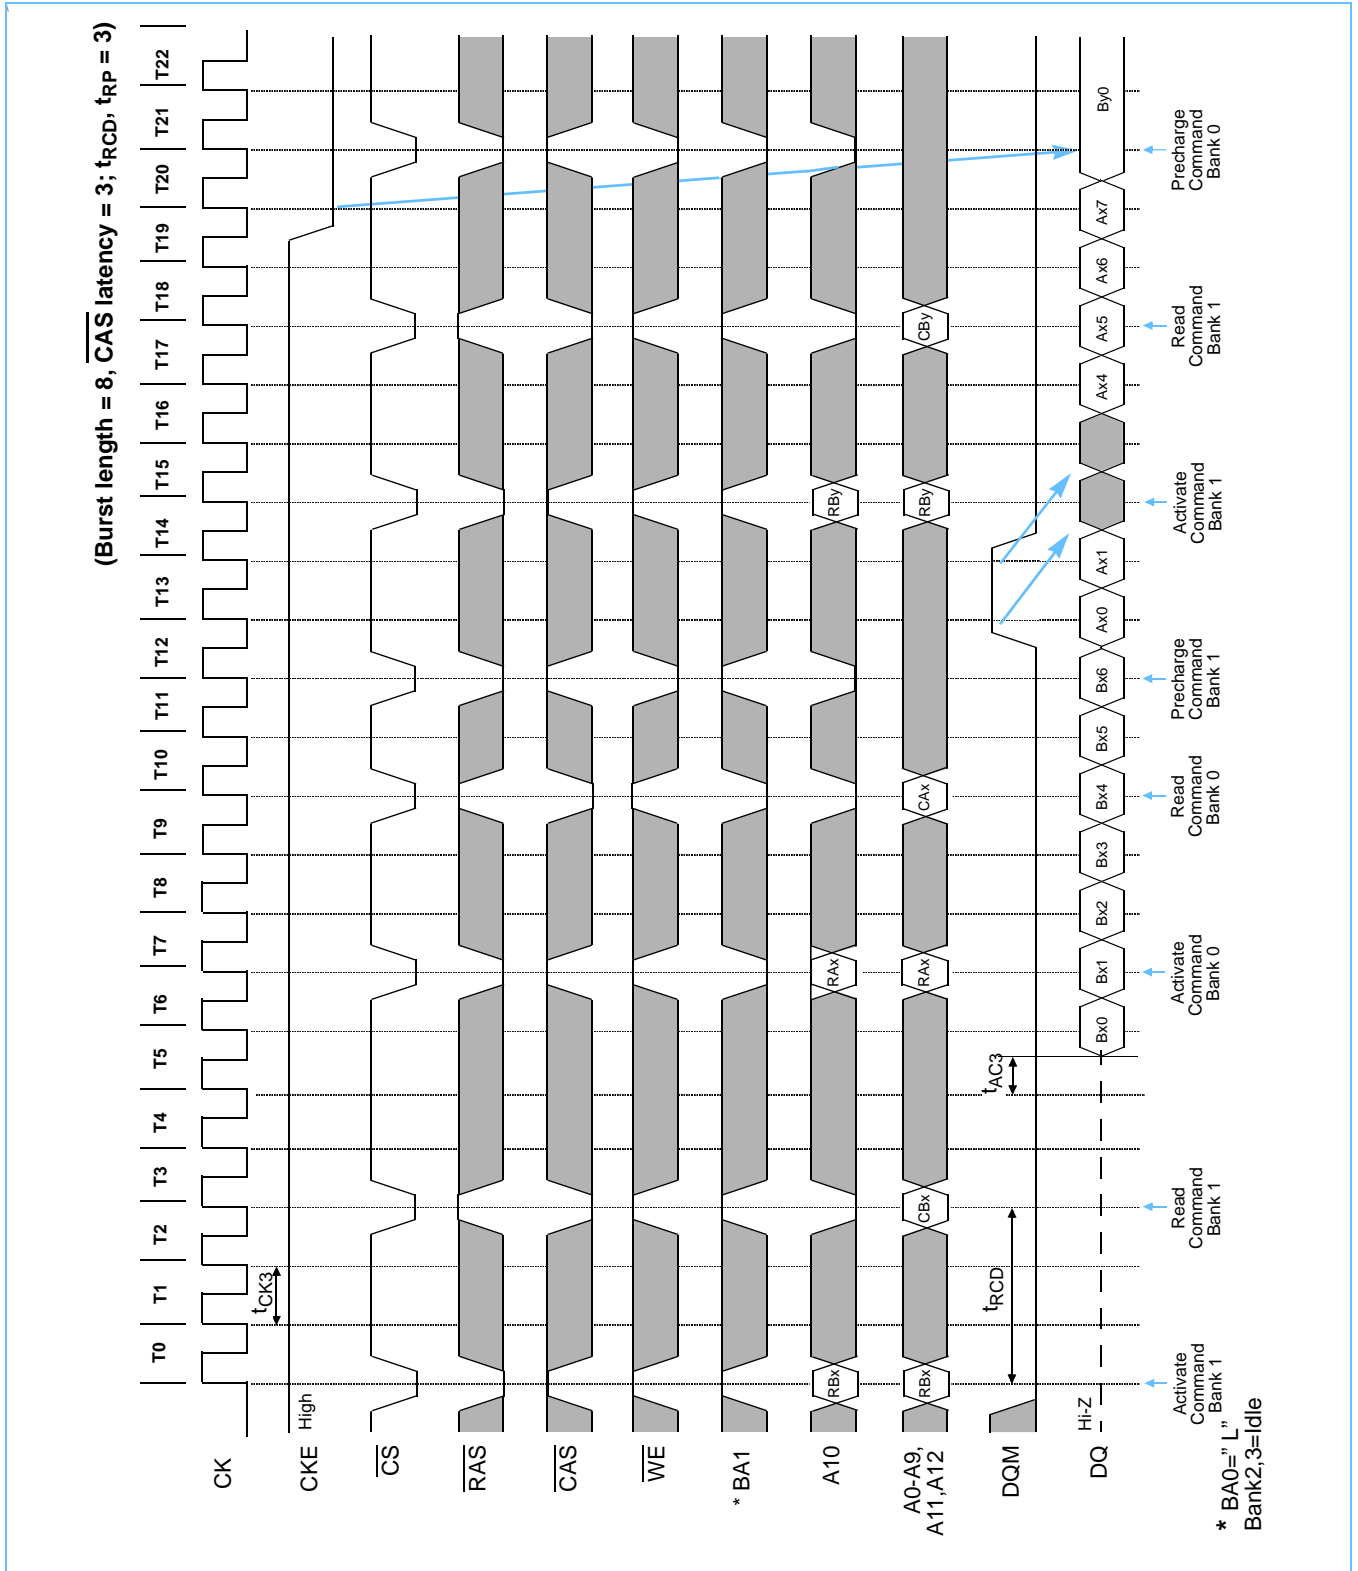 (Burst length = 8, CAS latency = 3; tRCD, tRP = 3)
T0 T1 T2 T3 T4 T5 T6 T7 T8 T9 T10 T11 T12 T13 T14 T15 T16 T17 T18 T19 T20 T21 T22
CK
tCK3
CKE
High
CS
RAS
CAS
WE
* BA1
A10
RBx RAx RBy
A0-A9,
A11,A12
RBx CBx RAx CAx RBy CBy
DQM
tRCD
tAC3
DQ
Hi-Z
Bx0 Bx1 Bx2 Bx3 Bx4 Bx5 Bx6 Ax0 Ax1 Ax4 Ax5 Ax6 Ax7 By0
Activate
Command
Bank 1
Read
Command
Bank 1
Activate
Command
Bank 0
Read
Command
Bank 0
Precharge
Command
Bank 1
Activate
Command
Bank 1
Read
Command
Bank 1
Precharge
Command
Bank 0
* BA0=” L”
Bank2,3=Idle